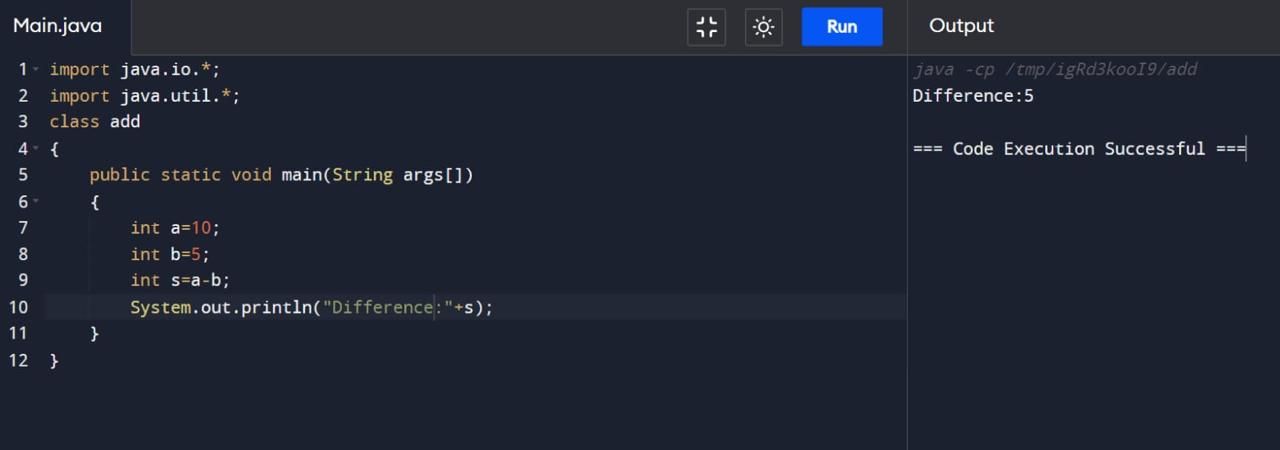 Main.java
Run
Output
1 import java.io.*;
2 import java.util.*;
3 class add
4 {
5     public static void main(String args[])
6     {
7         int a=10;
8         int b=5;
9         int s=a-b;
10         System.out.println("Difference:"+s);
11     }
12 }
java -cp /tmp/igRd3kooI9/add
Difference:5
=== Code Execution Successful ===